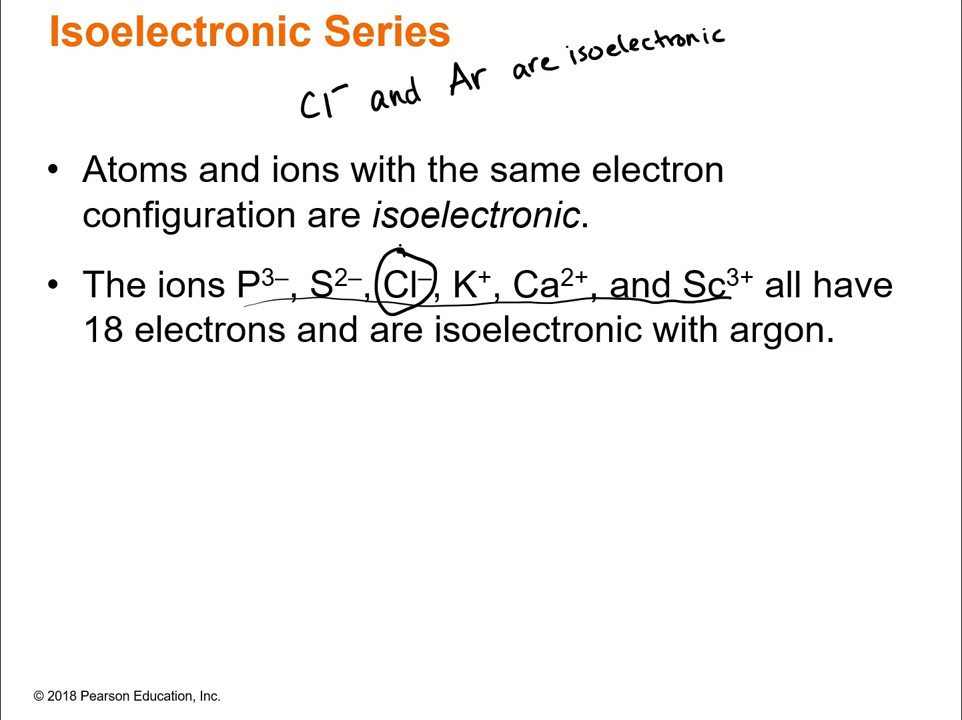 Isoelectronic Series
Cl⁻ and Ar are isoelectronic
• Atoms and ions with the same electron
configuration are isoelectronic.
• The ions P³⁻, S²⁻, Cl⁻, K⁺, Ca²⁺, and Sc³⁺ all have
18 electrons and are isoelectronic with argon.
© 2018 Pearson Education, Inc.